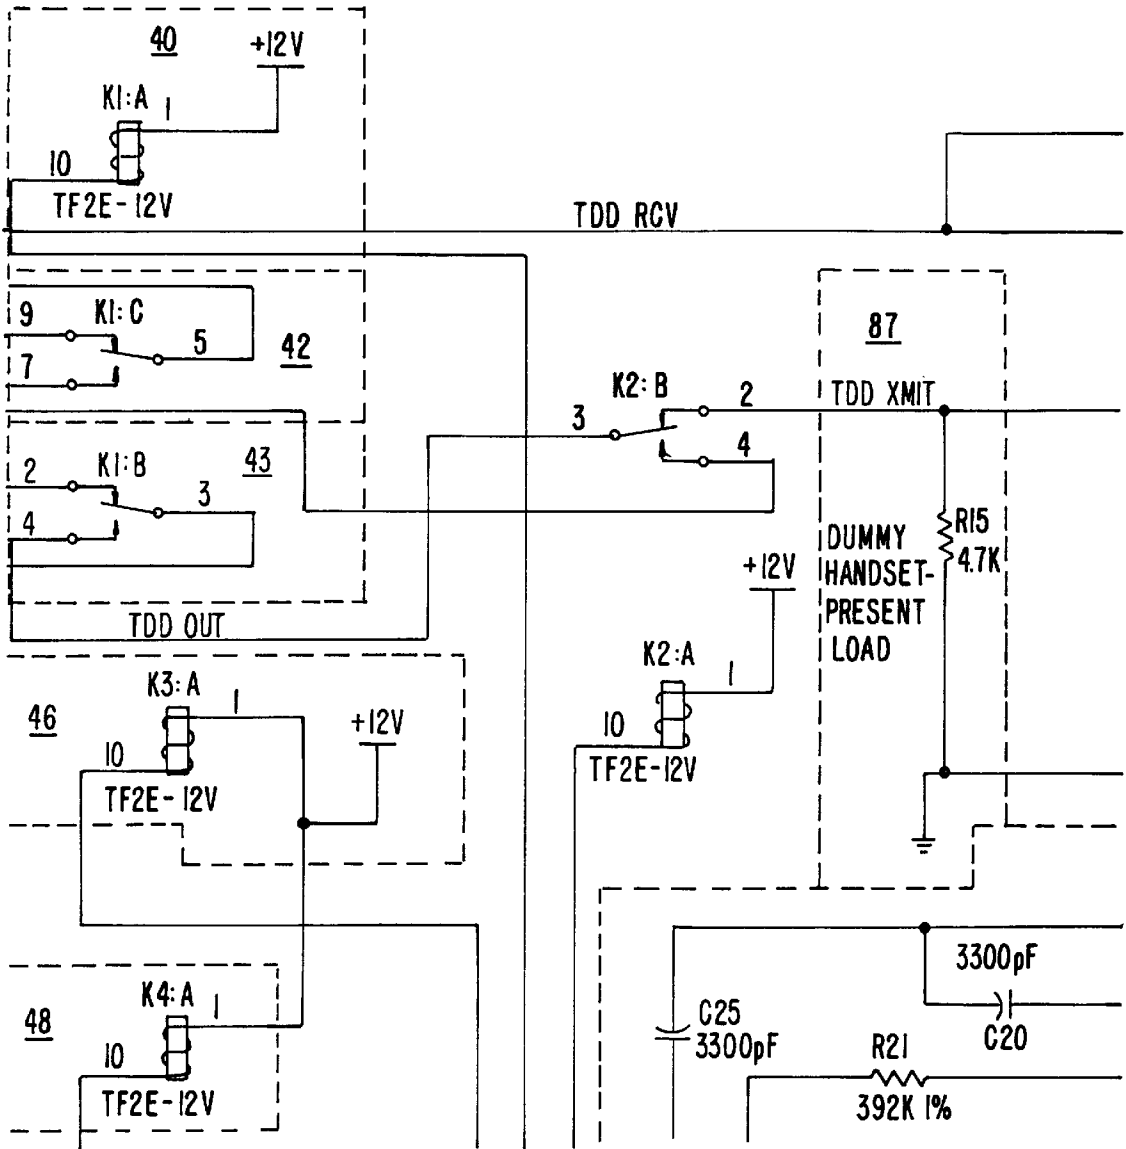 40
+12V
K1:A
1
10
TF2E-12V
TDD RCV
9
K1:C
5
7
42
87
K2:B
2
TDD XMIT
3
4
2
K1:B
43
3
4
R15
4.7K
DUMMY
HANDSET-
PRESENT
LOAD
+12V
TDD OUT
K2:A
1
10
TF2E-12V
K3:A
1
46
+12V
10
TF2E-12V
3300pF
K4:A
1
48
C25
3300pF
C20
10
R21
TF2E-12V
392K 1%